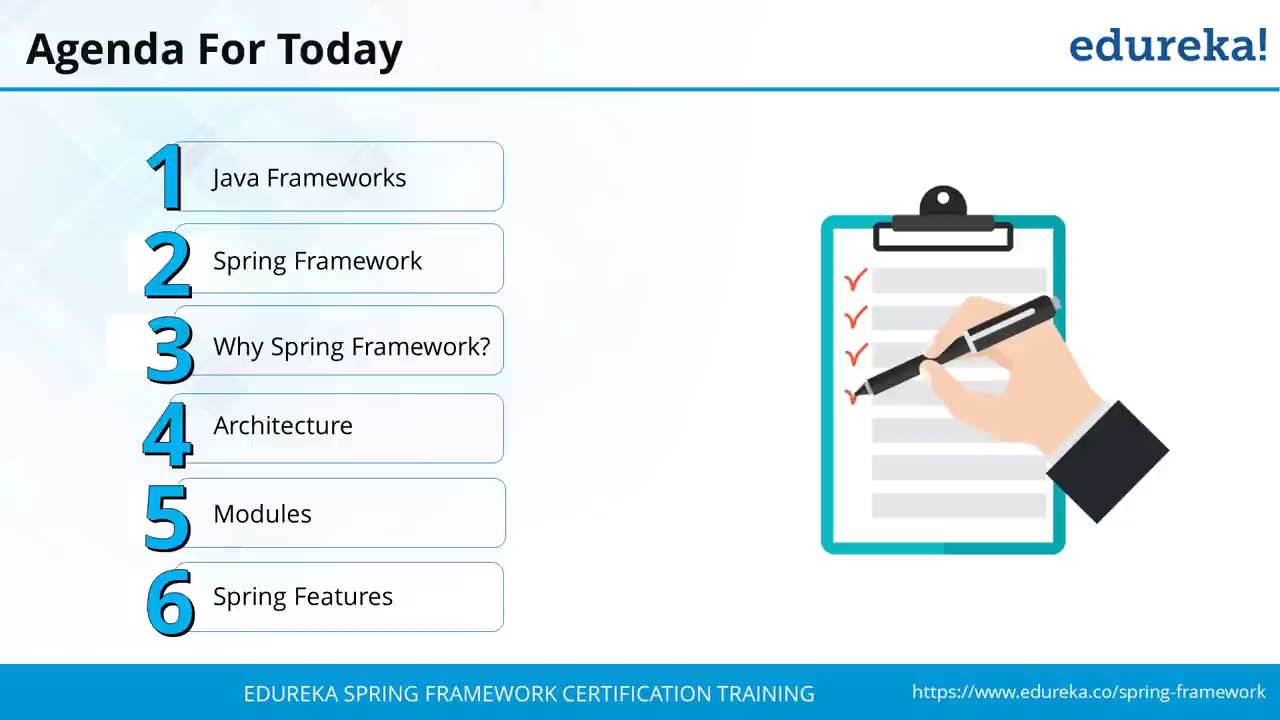 Agenda For Today
edureka!
1 Java Frameworks
2 Spring Framework
3 Why Spring Framework?
4 Architecture
5 Modules
6 Spring Features
EDUREKA SPRING FRAMEWORK CERTIFICATION TRAINING
https://www.edureka.co/spring-framework